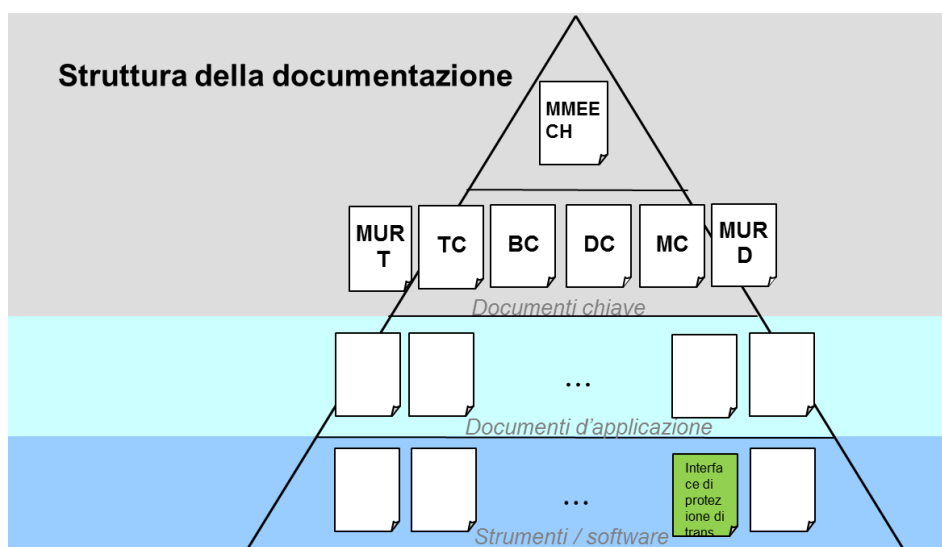 Struttura della documentazione
MMEE
CH
MUR
T
TC
BC
DC
MC
MUR
D
Documenti chiave
...
Documenti d’applicazione
Interfa
ce di
protez
ione di
trans
...
Strumenti / software